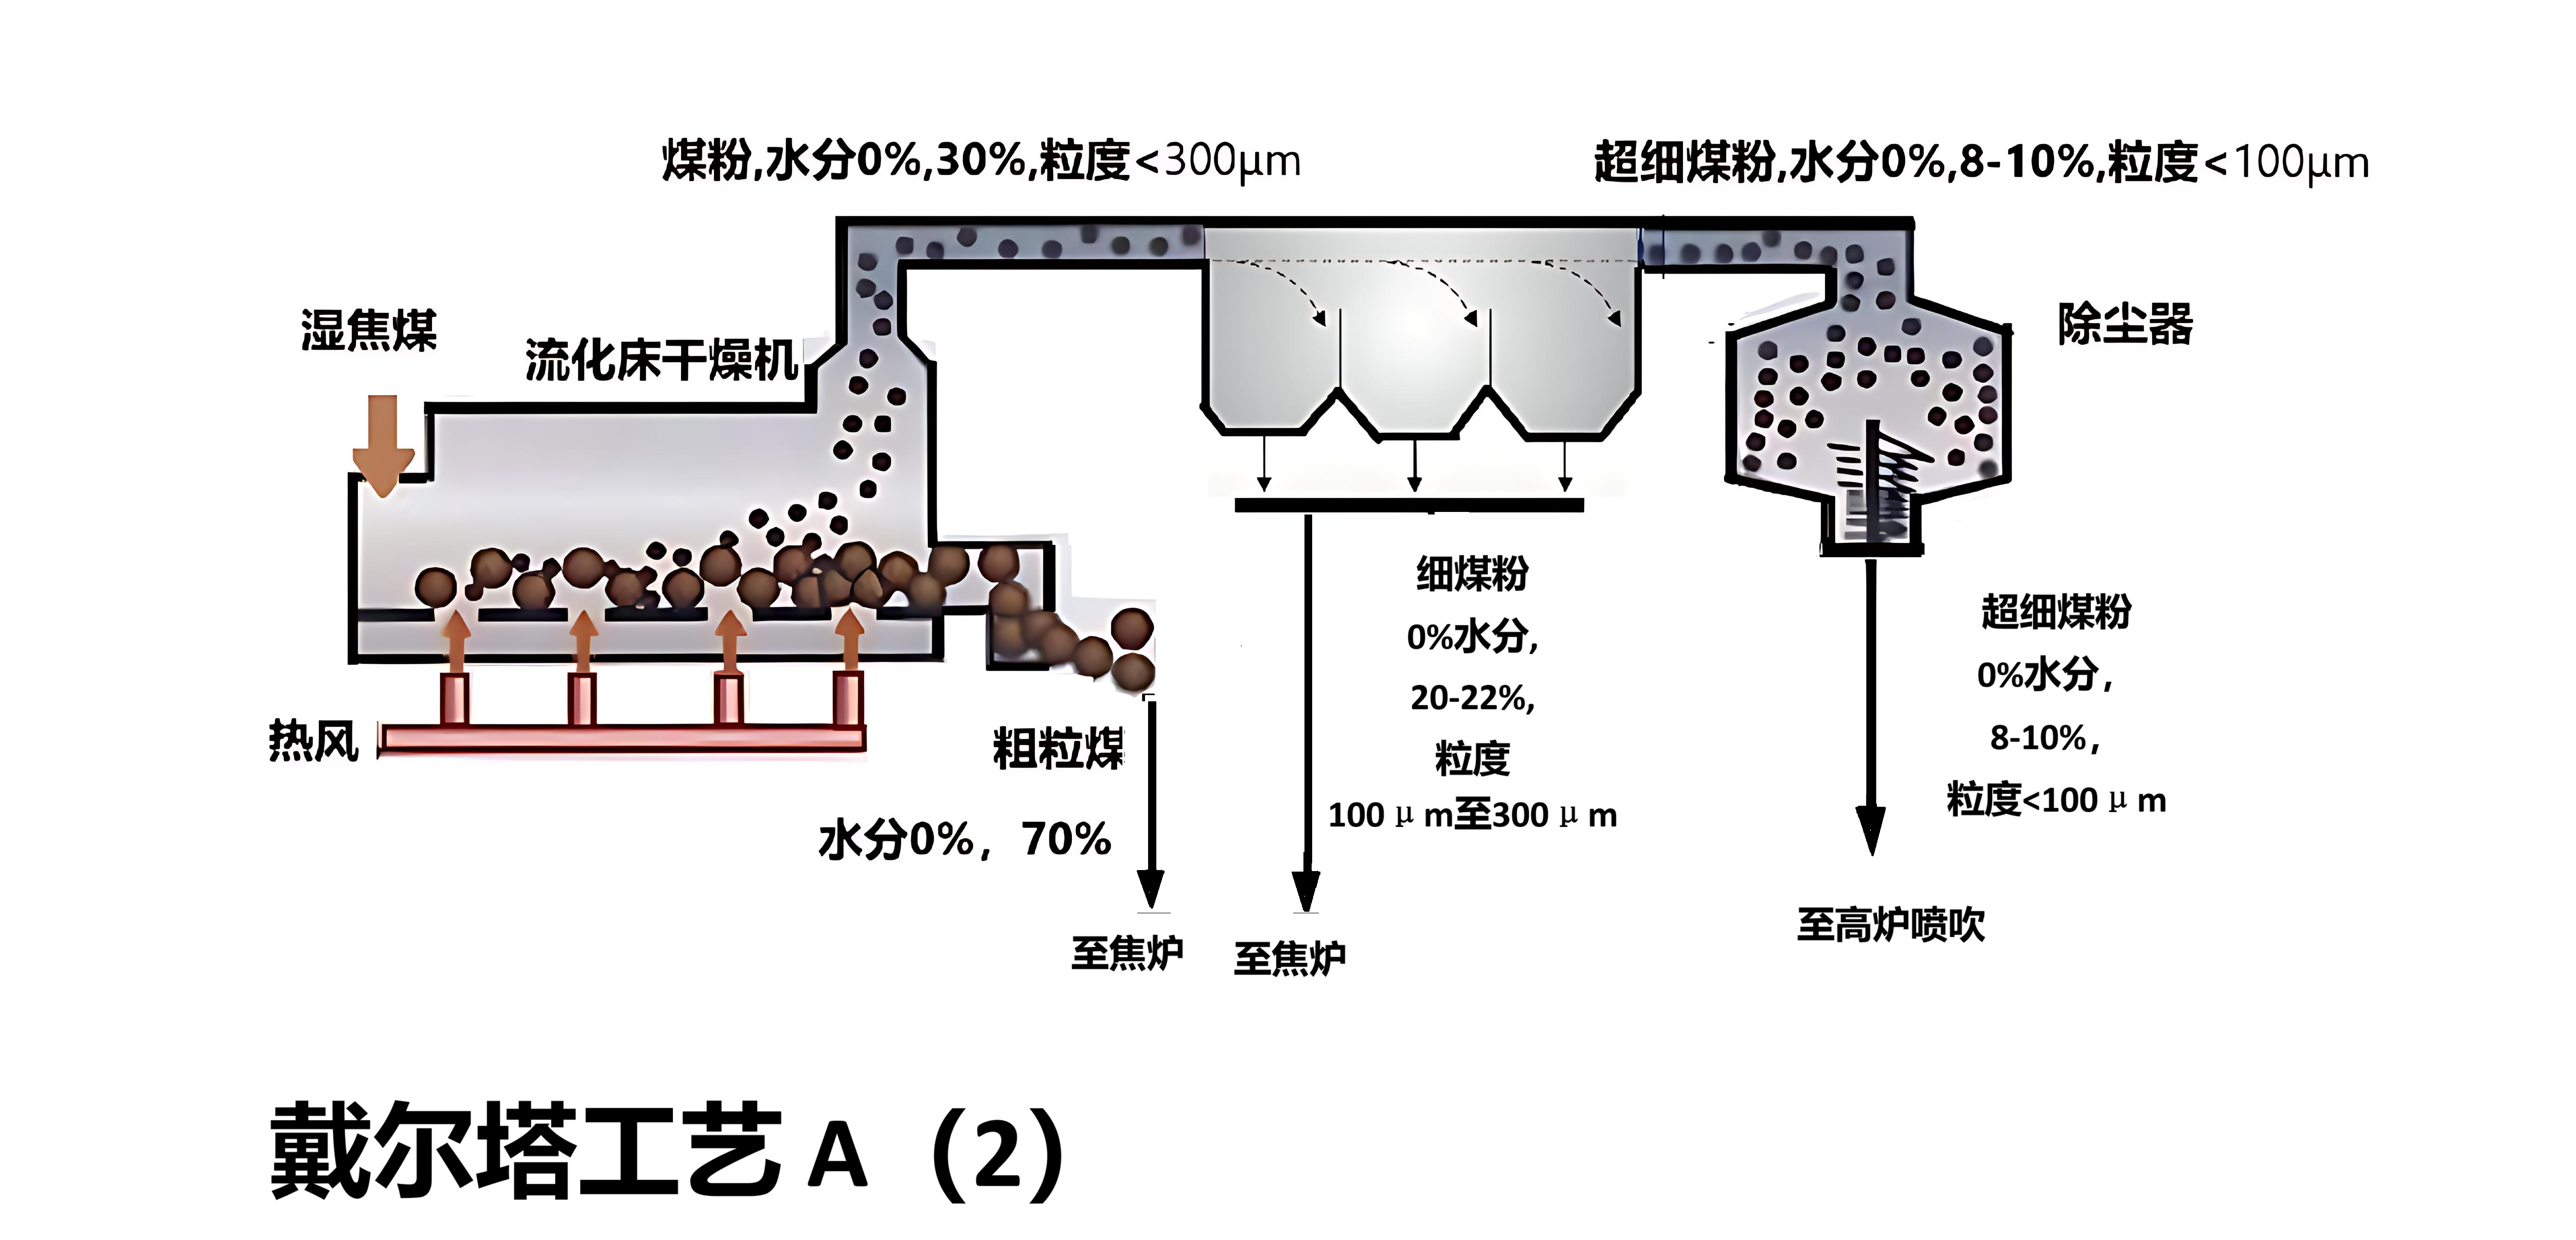 煤粉,水分0%,30%,粒度<300μm
超细煤粉,水分0%,8-10%,粒度<100μm
湿焦煤
流化床干燥机
除尘器
热风
粗粒煤
水分0%，70%
至焦炉
细煤粉
0%水分，
20-22%，
粒度
100μm至300μm
至焦炉
超细煤粉
0%水分，
8-10%，
粒度<100μm
至高炉喷吹
戴尔塔工艺A（2）